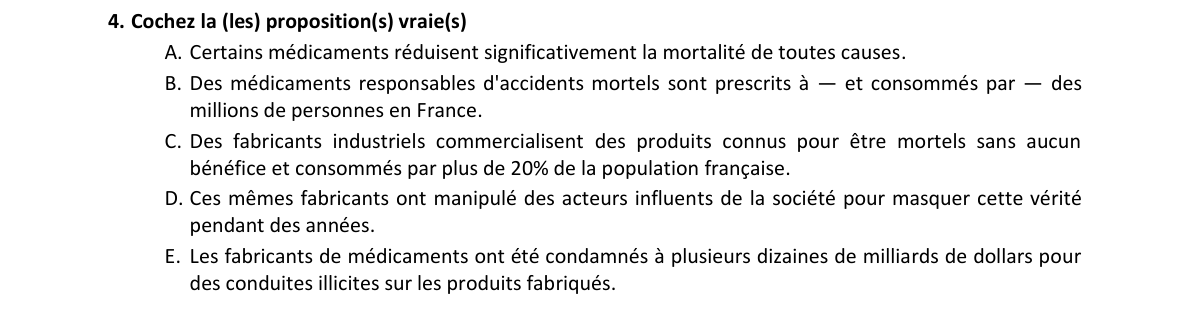 4. Cochez la (les) proposition(s) vraie(s)
A. Certains médicaments réduisent significativement la mortalité de toutes causes.
B. Des médicaments responsables d'accidents mortels sont prescrits à — et consommés par — des
millions de personnes en France.
C. Des fabricants industriels commercialisent des produits connus pour être mortels sans aucun
bénéfice et consommés par plus de 20% de la population française.
D. Ces mêmes fabricants ont manipulé des acteurs influents de la société pour masquer cette vérité
pendant des années.
E. Les fabricants de médicaments ont été condamnés à plusieurs dizaines de milliards de dollars pour
des conduites illicites sur les produits fabriqués.